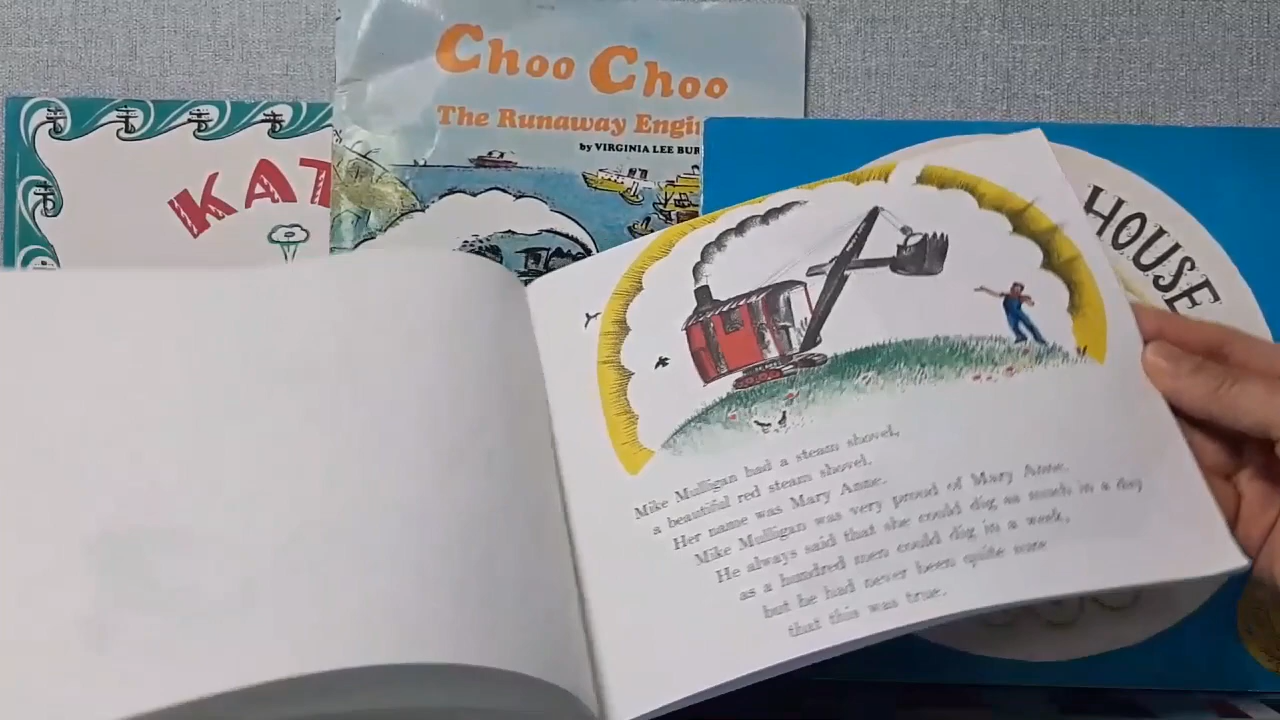 Choo Choo
The Runaway Engin
by VIRGINIA LEE BUR
KAT
HOUSE
Mike Mulligan had a steam shovel,
a beautiful red steam shovel.
Her name was Mary Anne.
Mike Mulligan was very proud of Mary Anne.
He always said that she could dig as much in a day
as a hundred men could dig in a week,
but he had never been quite sure
that this was true.